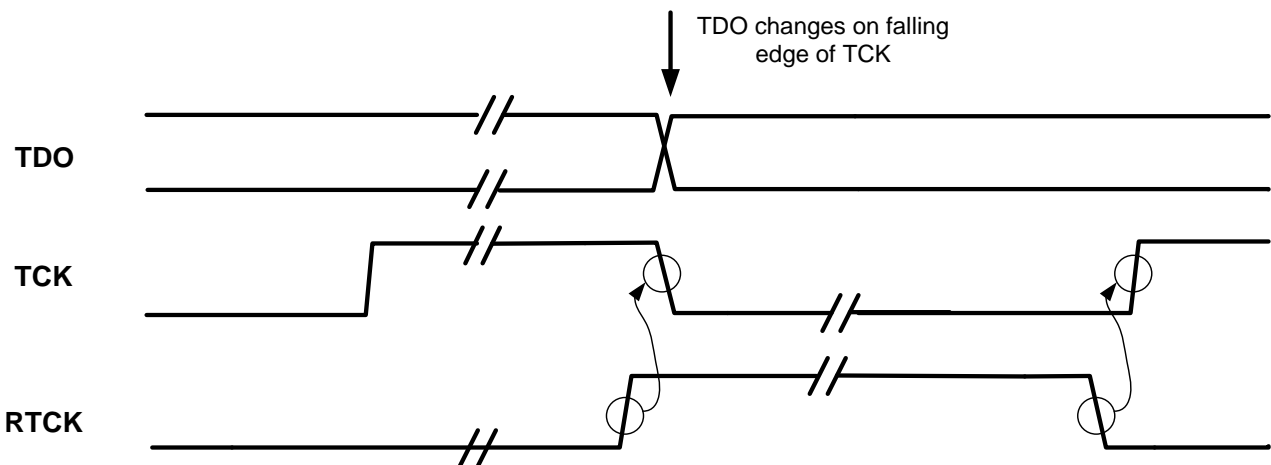 TDO changes on falling
edge of TCK
TDO
TCK
RTCK